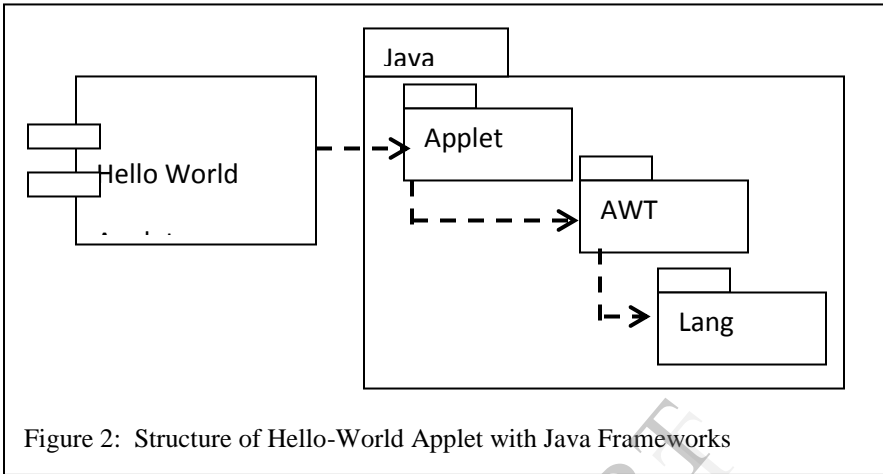 Java
Applet
Hello World
AWT
Lang
Figure 2: Structure of Hello-World Applet with Java Frameworks